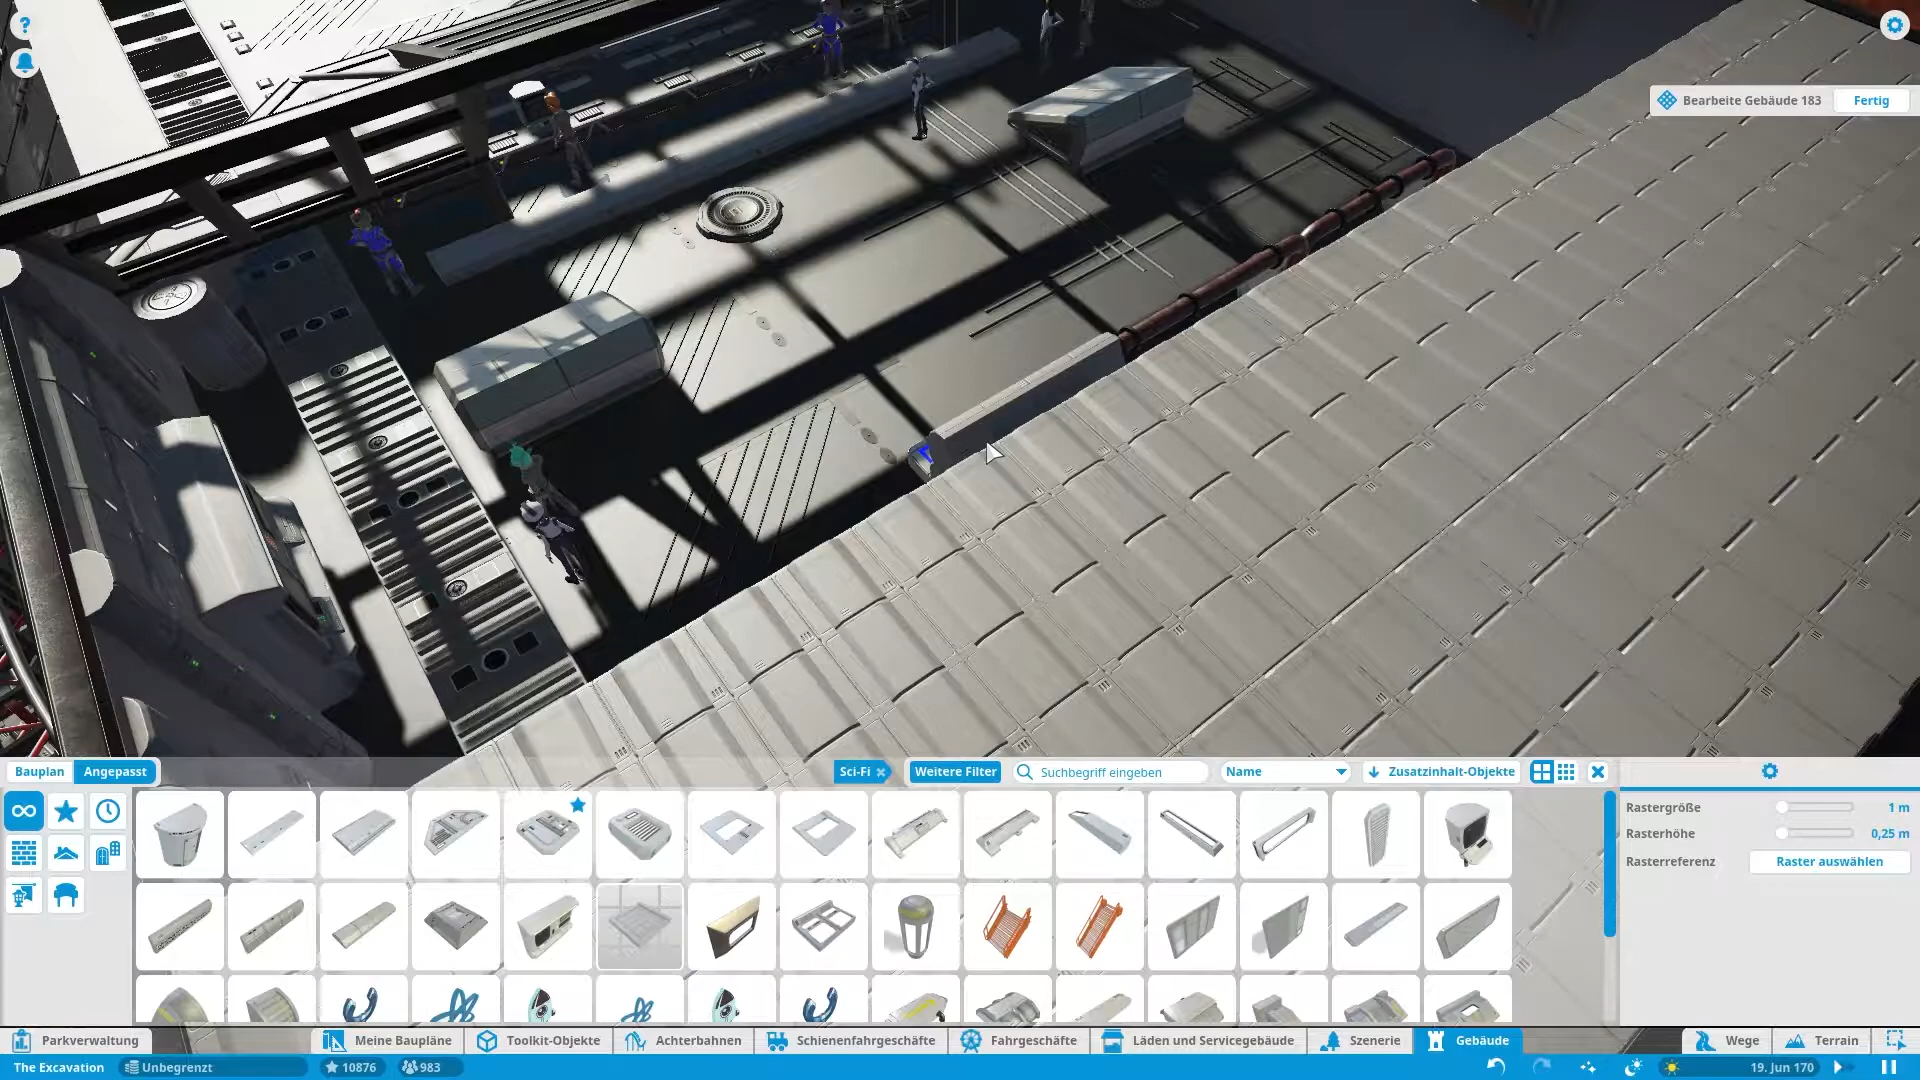 ?
Bearbeite Gebäude 183
Fertig
Bauplan
Angepasst
Sci-Fi ×
Weitere Filter
Suchbegriff eingeben
Name
Zusatzinhalt-Objekte
Rastergröße
1 m
Rasterhöhe
0,25 m
Rasterreferenz
Raster auswählen
Parkverwaltung
Meine Baupläne
Toolkit-Objekte
Achterbahnen
Schienenfahrgeschäfte
Fahrgeschäfte
Läden und Servicegebäude
Szenerie
Gebäude
Wege
Terrain
The Excavation
Unbegrenzt
10876
983
19. Jun 170